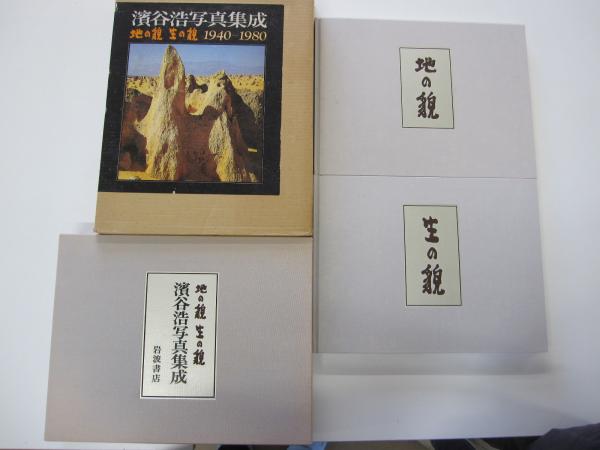 濱谷浩写真集成
地の貌 生の貌 1940-1980
地の貌
生の貌
地の貌 生の貌
濱谷浩写真集成
岩波書店